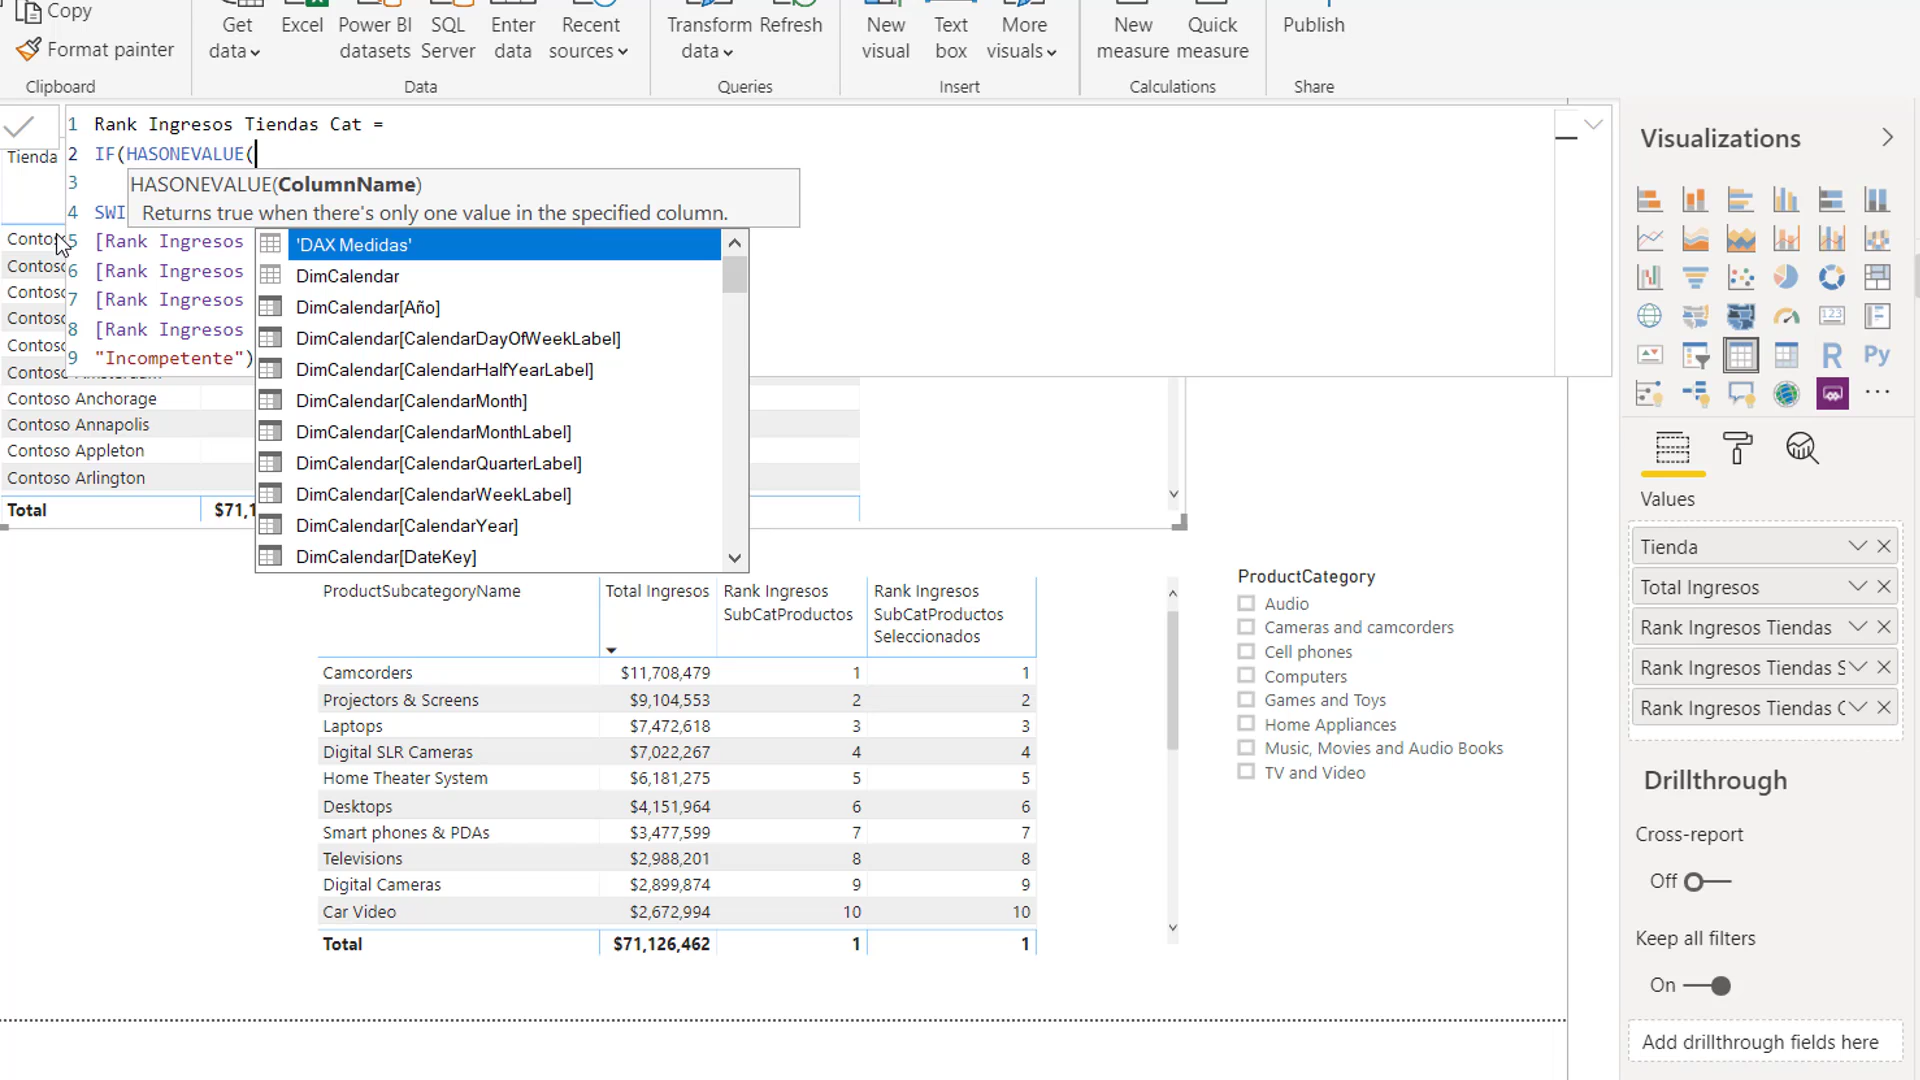 Copy
Format painter
Clipboard
Get data
Excel
Power BI datasets
SQL Server
Enter data
Recent sources
Data
Transform data
Refresh
Queries
New visual
Text box
More visuals
Insert
New measure
Quick measure
Calculations
Publish
Share
1 Rank Ingresos Tiendas Cat =
2 IF(HASONEVALUE(
3
4 SWI
5 [Rank Ingresos
6 [Rank Ingresos
7 [Rank Ingresos
8 [Rank Ingresos
9 "Incompetente")
HASONEVALUE(ColumnName)
Returns true when there's only one value in the specified column.
'DAX Medidas'
DimCalendar
DimCalendar[Año]
DimCalendar[CalendarDayOfWeekLabel]
DimCalendar[CalendarHalfYearLabel]
DimCalendar[CalendarMonth]
DimCalendar[CalendarMonthLabel]
DimCalendar[CalendarQuarterLabel]
DimCalendar[CalendarWeekLabel]
DimCalendar[CalendarYear]
DimCalendar[DateKey]
Tienda
Contoso Anchorage
Contoso Annapolis
Contoso Appleton
Contoso Arlington
Total $71,1
ProductSubcategoryName Total Ingresos Rank Ingresos SubCatProductos Rank Ingresos SubCatProductos Seleccionados
Camcorders $11,708,479 1 1
Projectors & Screens $9,104,553 2 2
Laptops $7,472,618 3 3
Digital SLR Cameras $7,022,267 4 4
Home Theater System $6,181,275 5 5
Desktops $4,151,964 6 6
Smart phones & PDAs $3,477,599 7 7
Televisions $2,988,201 8 8
Digital Cameras $2,899,874 9 9
Car Video $2,672,994 10 10
Total $71,126,462 1 1
ProductCategory
Audio
Cameras and camcorders
Cell phones
Computers
Games and Toys
Home Appliances
Music, Movies and Audio Books
TV and Video
Visualizations
123
R
Py
Values
Tienda
Total Ingresos
Rank Ingresos Tiendas
Rank Ingresos Tiendas S
Rank Ingresos Tiendas C
Drillthrough
Cross-report
Off
Keep all filters
On
Add drillthrough fields here